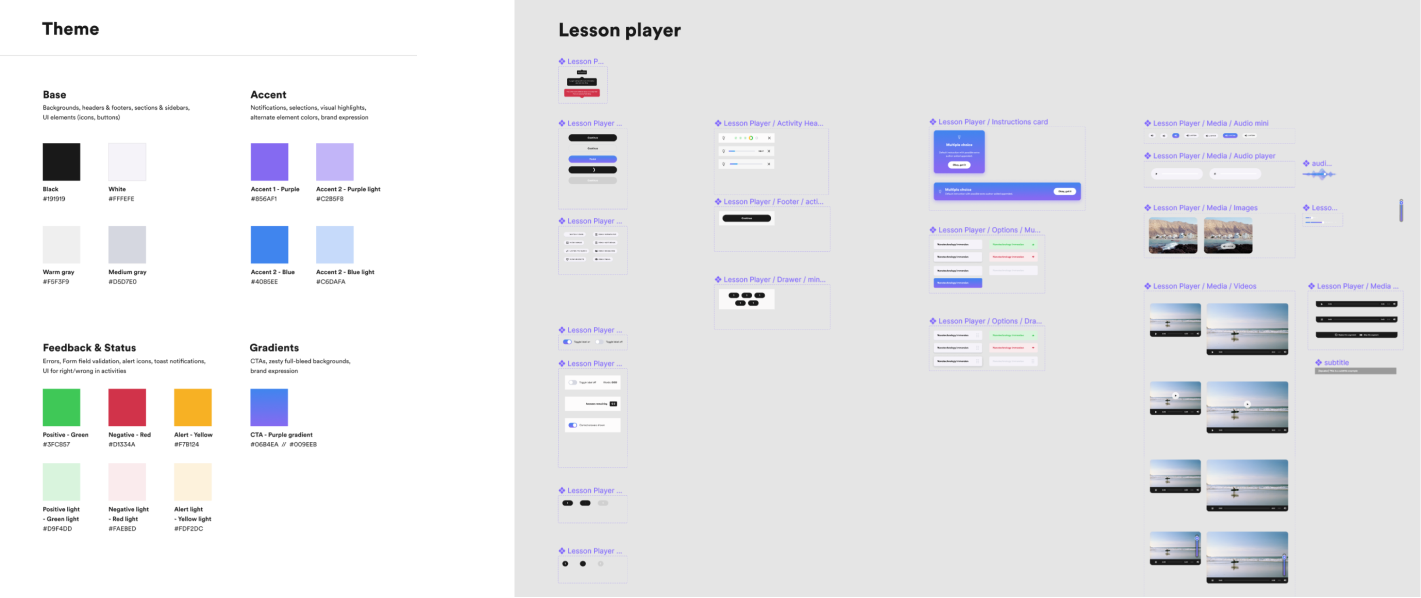 Theme
Base
Backgrounds, headers & footers, sections & sidebars,
UI elements (icons, buttons)
Black
#191919
White
#FFFEFE
Warm gray
#F5F3F9
Medium gray
#D5D7E0
Accent
Notifications, selections, visual highlights,
alternate element colors, brand expression
Accent 1 - Purple
#856AF1
Accent 2 - Purple light
#C2B5F8
Accent 2 - Blue
#4085EE
Accent 2 - Blue light
#C6DAFA
Feedback & Status
Errors, Form field validation, alert icons, toast notifications,
UI for right/wrong in activities
Positive - Green
#3FC857
Negative - Red
#D1334A
Alert - Yellow
#F7B124
Positive light
- Green light
#D9F4DD
Negative light
- Red light
#FAEBED
Alert light
- Yellow light
#FDF2DC
Gradients
CTAs, zesty full-bleed backgrounds,
brand expression
CTA - Purple gradient
#06B4EA // #009EEB
Lesson player
Lesson P...
Lesson Player ...
Lesson Player ...
Lesson Player ...
Lesson Player ...
Lesson Player ...
Lesson Player ...
Lesson Player / Activity Hea...
Lesson Player / Footer / acti...
Lesson Player / Drawer / min...
Lesson Player / Instructions card
Multiple choice
Multiple choice
Lesson Player / Options / Mu...
Lesson Player / Options / Dra...
Lesson Player / Media / Audio mini
Lesson Player / Media / Audio player
audi...
Lesson Player / Media / Images
Lesso...
Lesson Player / Media / Videos
Lesson Player / Media ...
subtitle